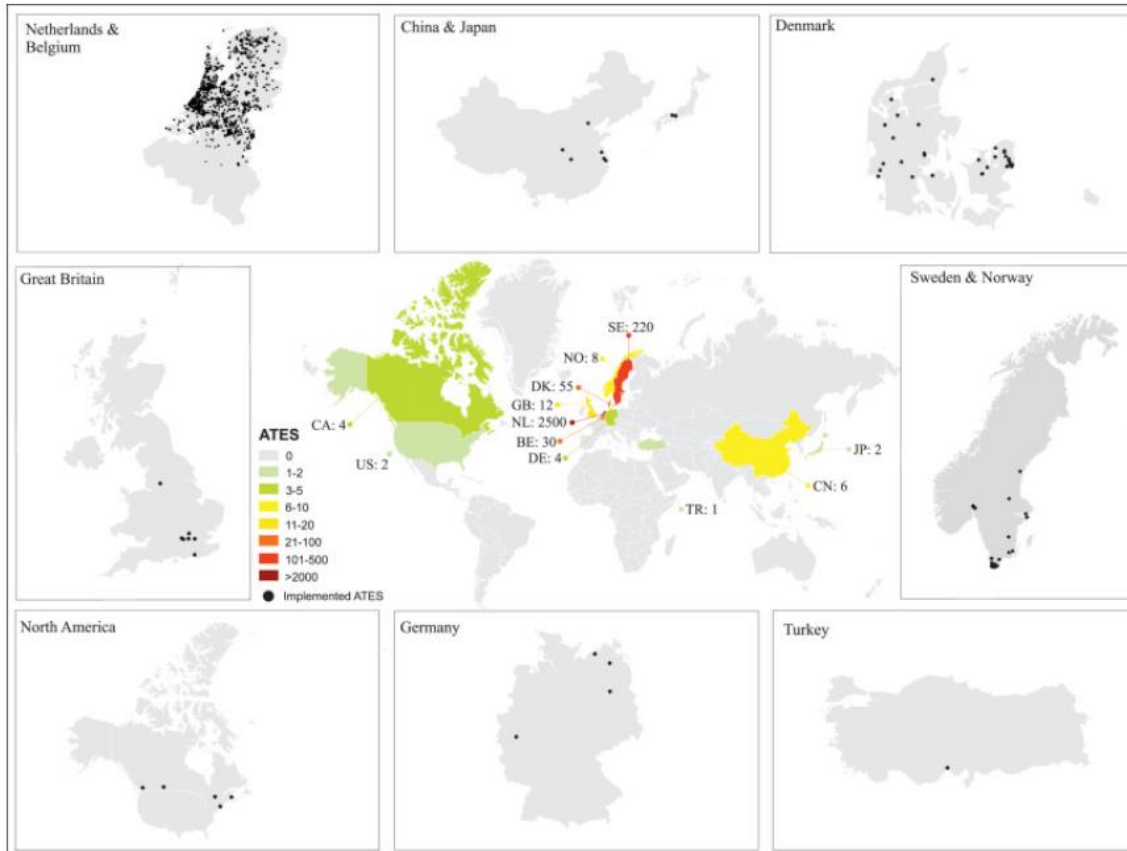 Netherlands &
Belgium
China & Japan
Denmark
Great Britain
Sweden & Norway
SE: 220
NO: 8
DK: 55
GB: 12
NL: 2500
BE: 30
DE: 4
CA: 4
US: 2
JP: 2
CN: 6
TR: 1
ATES
0
1-2
3-5
6-10
11-20
21-100
101-500
>2000
Implemented ATES
North America
Germany
Turkey